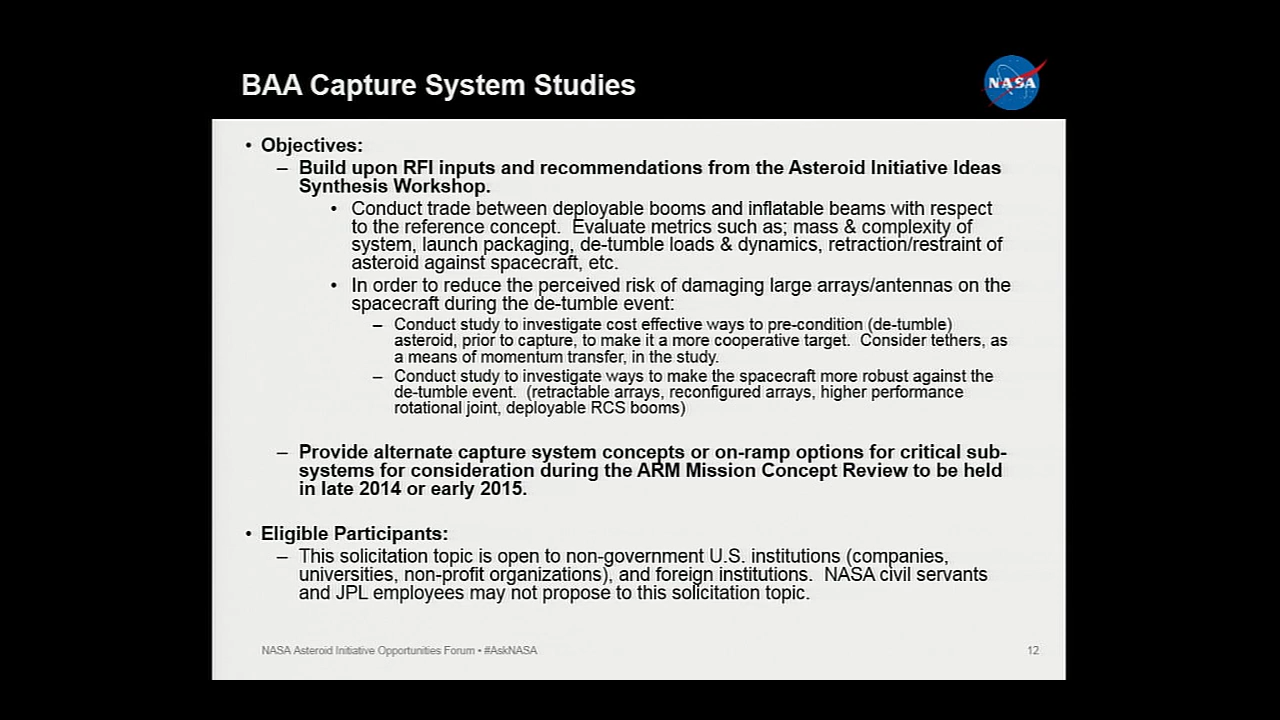 BAA Capture System Studies
NASA
• Objectives:
– Build upon RFI inputs and recommendations from the Asteroid Initiative Ideas
Synthesis Workshop.
• Conduct trade between deployable booms and inflatable beams with respect
to the reference concept.  Evaluate metrics such as; mass & complexity of
system, launch packaging, de-tumble loads & dynamics, retraction/restraint of
asteroid against spacecraft, etc.
• In order to reduce the perceived risk of damaging large arrays/antennas on the
spacecraft during the de-tumble event:
– Conduct study to investigate cost effective ways to pre-condition (de-tumble)
asteroid, prior to capture, to make it a more cooperative target.  Consider tethers, as
a means of momentum transfer, in the study.
– Conduct study to investigate ways to make the spacecraft more robust against the
de-tumble event.  (retractable arrays, reconfigured arrays, higher performance
rotational joint, deployable RCS booms)
– Provide alternate capture system concepts or on-ramp options for critical sub-
systems for consideration during the ARM Mission Concept Review to be held
in late 2014 or early 2015.
• Eligible Participants:
– This solicitation topic is open to non-government U.S. institutions (companies,
universities, non-profit organizations), and foreign institutions.  NASA civil servants
and JPL employees may not propose to this solicitation topic.
NASA Asteroid Initiative Opportunities Forum • #AskNASA
12